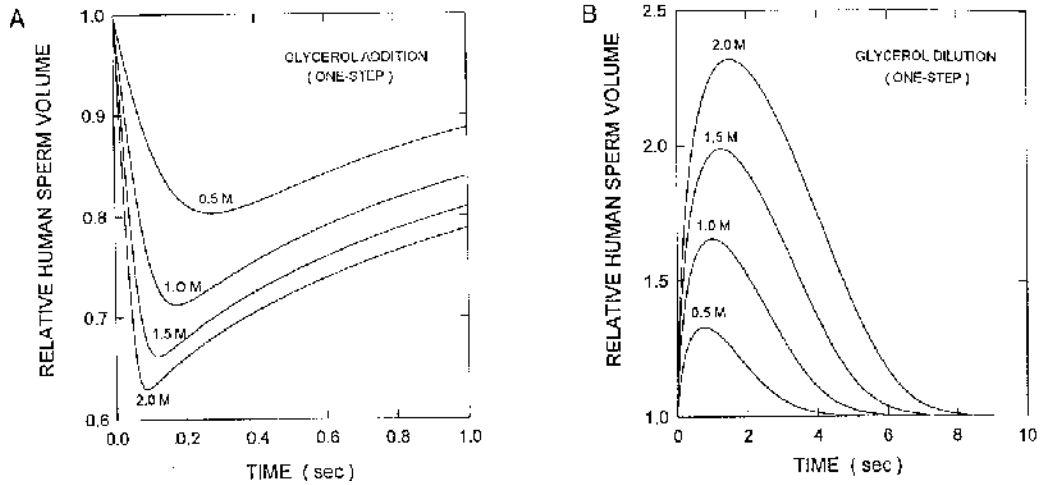 A
RELATIVE HUMAN SPERM VOLUME
1.0
0.9
0.8
0.7
0.6
GLYCEROL ADDITION
( ONE-STEP )
0.5 M
1.0 M
1.5 M
2.0 M
0.0 0.2 0.4 0.6 0.8 1.0
TIME ( sec )
B
RELATIVE HUMAN SPERM VOLUME
2.5
2.0
1.5
1.0
GLYCEROL DILUTION
( ONE-STEP )
2.0 M
1.5 M
1.0 M
0.5 M
0 2 4 6 8 10
TIME ( sec )